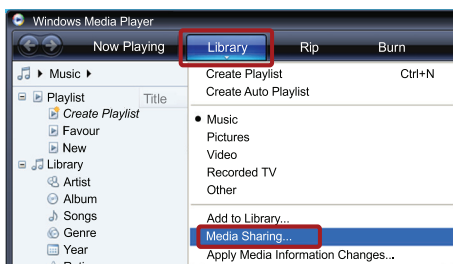 Windows Media Player
Now Playing Library Rip Burn
Music
Create Playlist Ctrl+N
Create Auto Playlist
Music
Pictures
Video
Recorded TV
Other
Add to Library...
Media Sharing...
Apply Media Information Changes...
Playlist Title
Create Playlist
Favour
New
Library
Artist
Album
Songs
Genre
Year